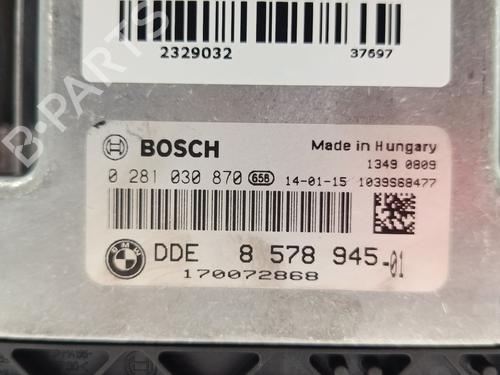 2329032 37697
BOSCH Made in Hungary
1349 0809
0 281 030 870 658 14-01-15 1039S68477
BMW DDE 8 578 945-01
170072868
B-PARTS